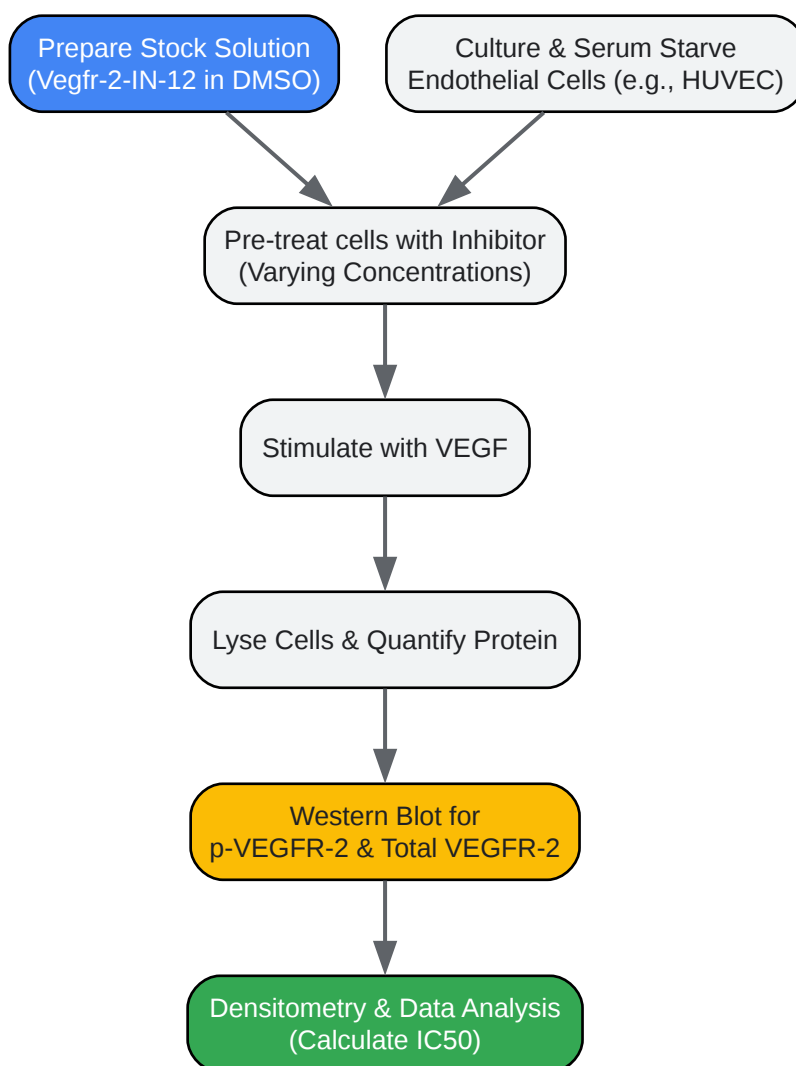 Prepare Stock Solution
(Vegfr-2-IN-12 in DMSO)
Culture & Serum Starve
Endothelial Cells (e.g., HUVEC)
Pre-treat cells with Inhibitor
(Varying Concentrations)
Stimulate with VEGF
Lyse Cells & Quantify Protein
Western Blot for
p-VEGFR-2 & Total VEGFR-2
Densitometry & Data Analysis
(Calculate IC50)